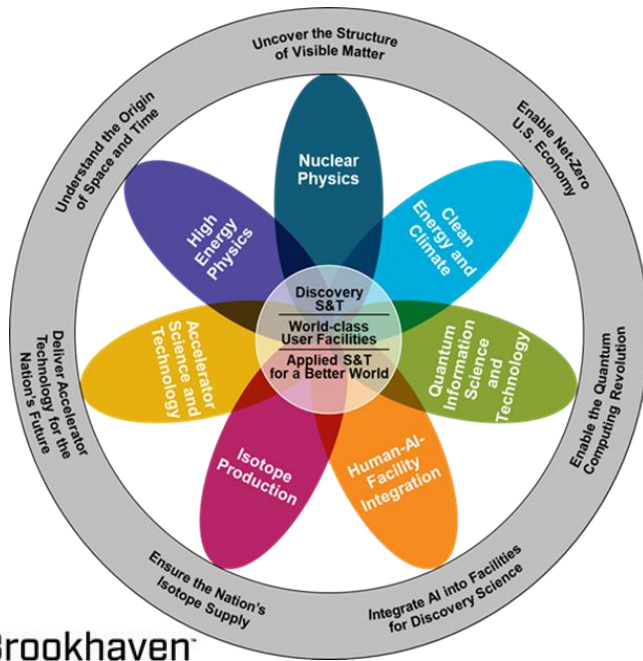 Uncover the Structure
of Visible Matter
Enable Net-Zero
U.S. Economy
Enable the Quantum
Computing Revolution
Integrate AI into Facilities
for Discovery Science
Ensure the Nation's
Isotope Supply
Deliver Accelerator
Technology for the
Nation's Future
Understand the Origin
of Space and Time
Nuclear
Physics
Clean
Energy and
Climate
Quantum
Information
Science
and
Technology
Human-AI-
Facility
Integration
Isotope
Production
Accelerator
Science and
Technology
High
Energy
Physics
Discovery
S&T
World-class
User Facilities
Applied S&T
for a Better World
Brookhaven™